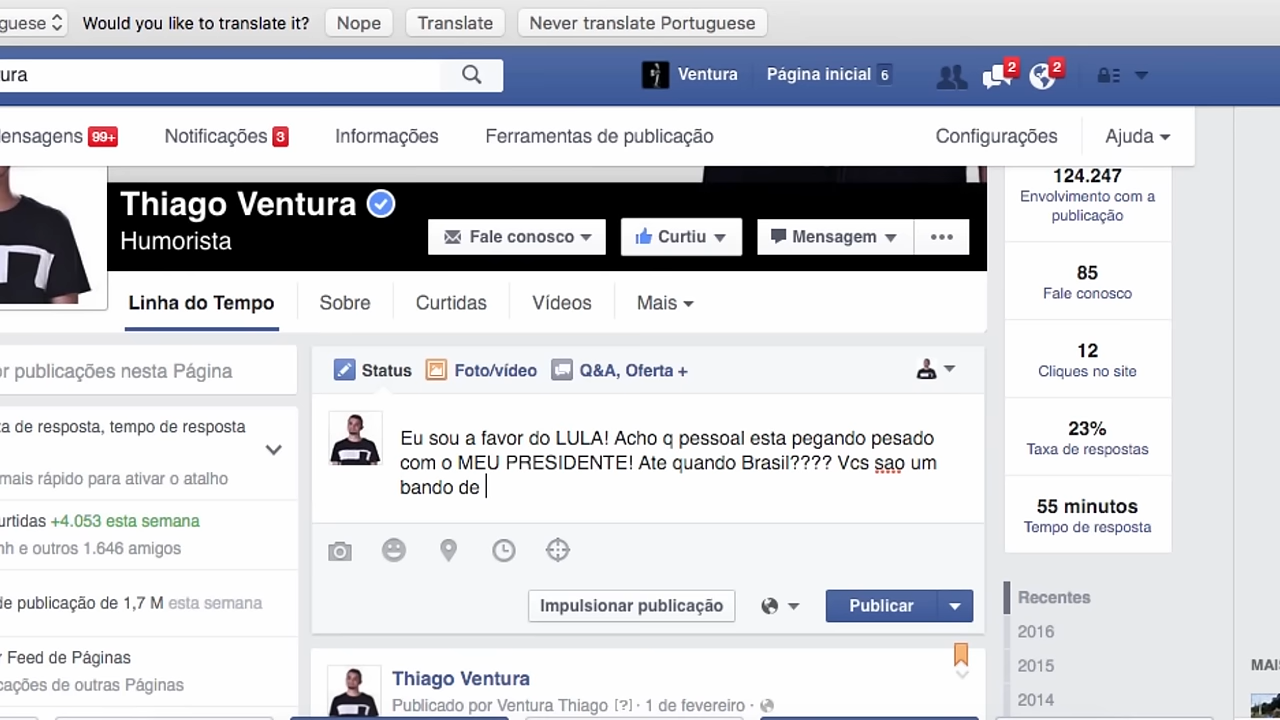 guese
Would you like to translate it?
Nope
Translate
Never translate Portuguese
ura
Ventura
Página inicial 6
2
2
ensagens 99+
Notificações 3
Informações
Ferramentas de publicação
Configurações
Ajuda
Thiago Ventura
Humorista
Fale conosco
Curtiu
Mensagem
Linha do Tempo
Sobre
Curtidas
Vídeos
Mais
124.247
Envolvimento com a
publicação
85
Fale conosco
12
Cliques no site
23%
Taxa de respostas
55 minutos
Tempo de resposta
or publicações nesta Página
a de resposta, tempo de resposta
mais rápido para ativar o atalho
urtidas +4.053 esta semana
nh e outros 1.646 amigos
de publicação de 1,7 M esta semana
r Feed de Páginas
cações de outras Páginas
Status
Foto/vídeo
Q&A, Oferta +
Eu sou a favor do LULA! Acho q pessoal esta pegando pesado
com o MEU PRESIDENTE! Ate quando Brasil???? Vcs sao um
bando de
Impulsionar publicação
Publicar
Thiago Ventura
Publicado por Ventura Thiago [?] · 1 de fevereiro ·
Recentes
2016
2015
2014
MAI